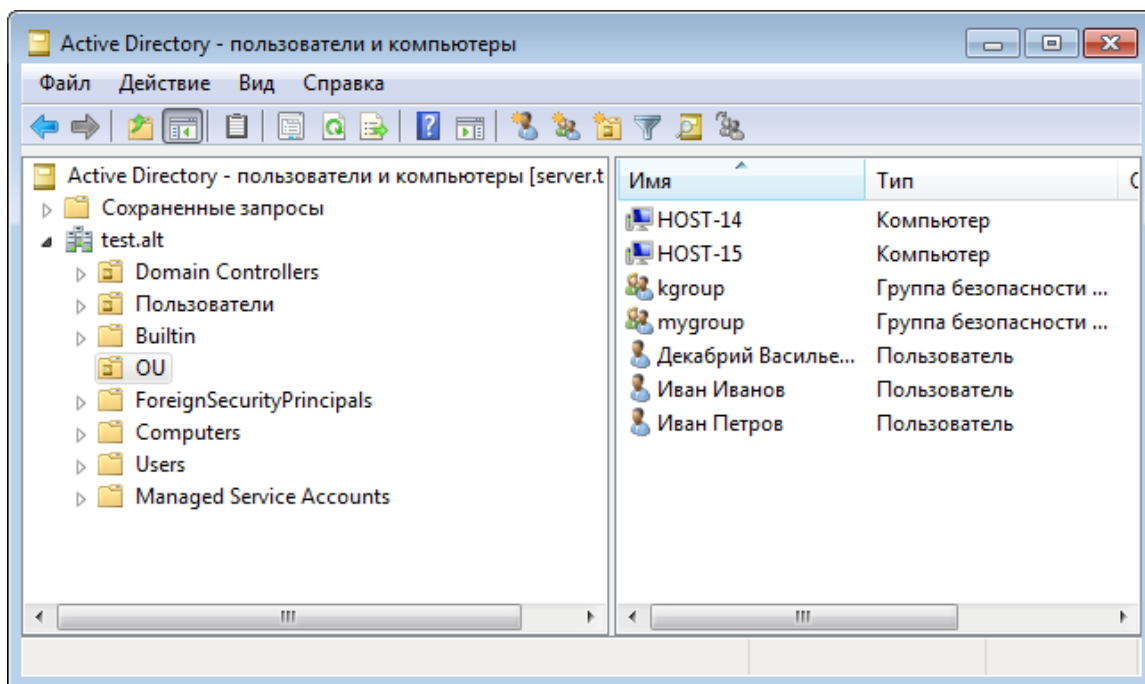 Active Directory - пользователи и компьютеры
Файл Действие Вид Справка
Active Directory - пользователи и компьютеры [server.t
Сохраненные запросы
test.alt
Domain Controllers
Пользователи
Builtin
OU
ForeignSecurityPrincipals
Computers
Users
Managed Service Accounts
Имя Тип
HOST-14 Компьютер
HOST-15 Компьютер
kgroup Группа безопасности ...
mygroup Группа безопасности ...
Декабрий Василье... Пользователь
Иван Иванов Пользователь
Иван Петров Пользователь